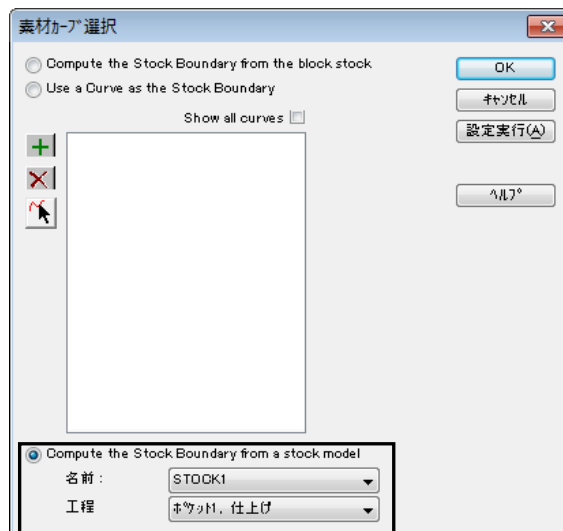 素材ｶｰﾌﾞ選択
Compute the Stock Boundary from the block stock
OK
Use a Curve as the Stock Boundary
ｷｬﾝｾﾙ
Show all curves
設定実行(A)
ﾍﾙﾌﾟ
Compute the Stock Boundary from a stock model
名前：
STOCK1
工程
ﾎﾟｹｯﾄ1, 仕上げ